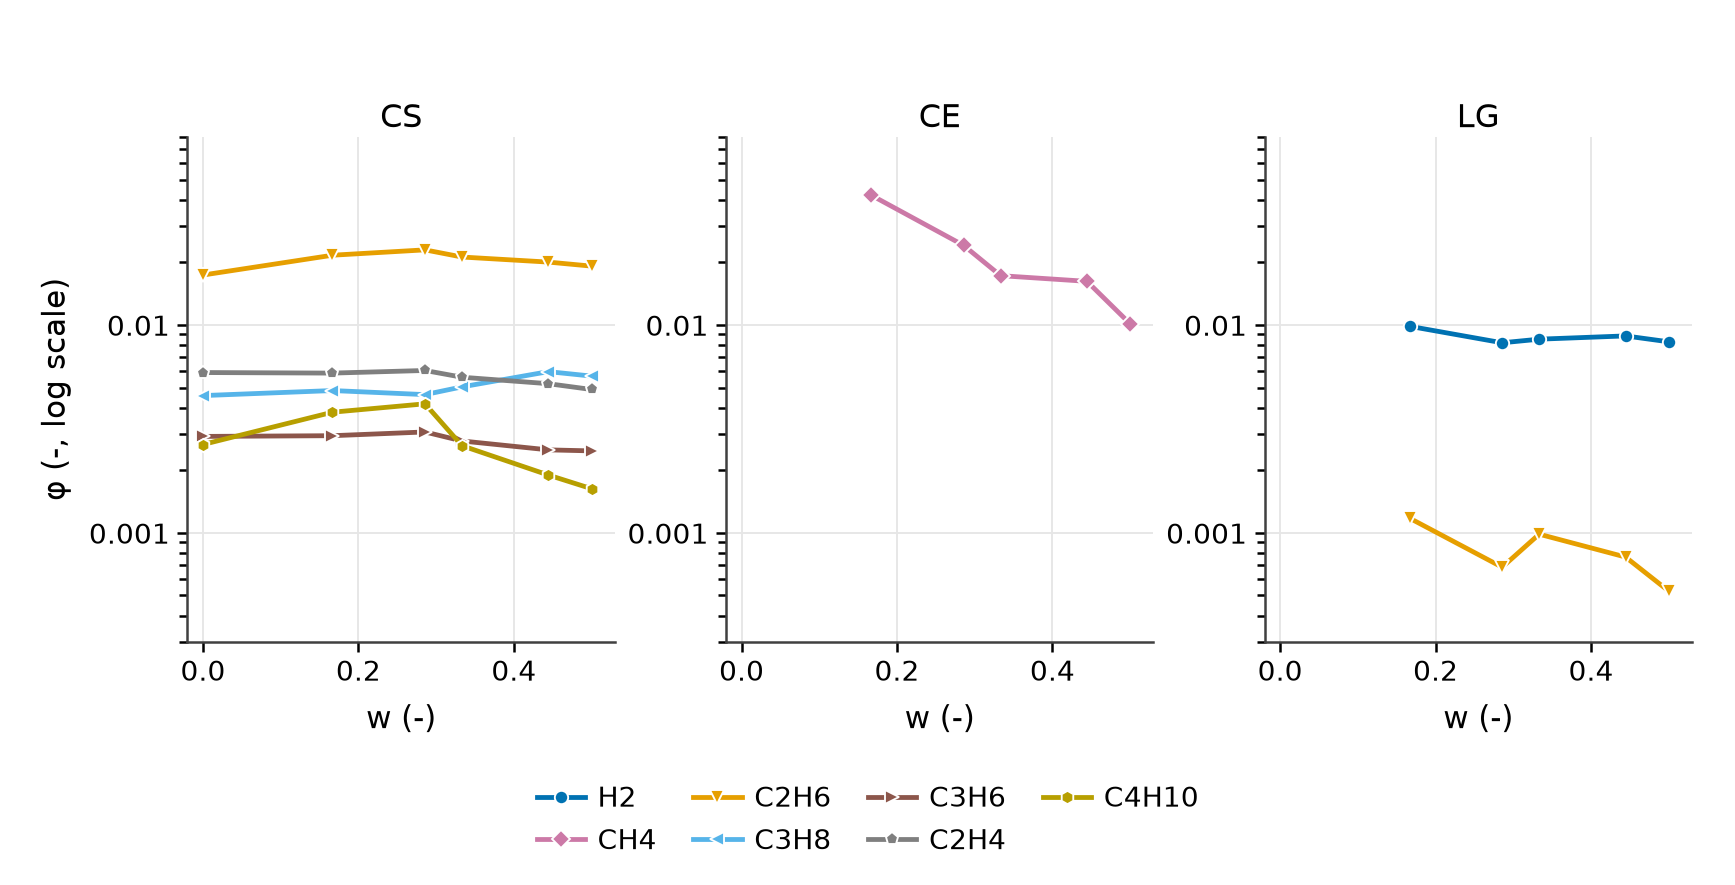 CS CE LG
φ (-, log scale)
0.01 0.01 0.01
0.001 0.001 0.001
0.0 0.2 0.4 0.0 0.2 0.4 0.0 0.2 0.4
w (-) w (-) w (-)
H2 C2H6 C3H6 C4H10
CH4 C3H8 C2H4